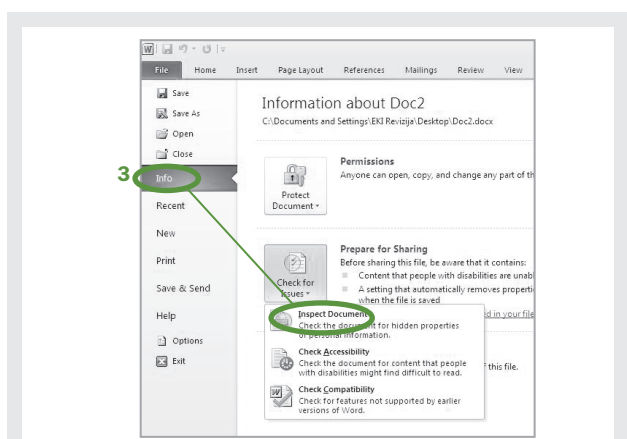 W
File Home Insert Page Layout References Mailings Review View
Save
Save As
Open
Close
3
Info
Recent
New
Print
Save & Send
Help
Options
Exit
Information about Doc2
C:\Documents and Settings\EKI Revizija\Desktop\Doc2.docx
Permissions
Anyone can open, copy, and change any part of th
Protect
Document
Prepare for Sharing
Before sharing this file, be aware that it contains:
Content that people with disabilities are unabl
A setting that automatically removes properti
when the file is saved
Check for
Issues
ed in your file
Inspect Document
Check the document for hidden properties
or personal information.
Check Accessibility
Check the document for content that people
with disabilities might find difficult to read.
f this file.
Check Compatibility
Check for features not supported by earlier
versions of Word.